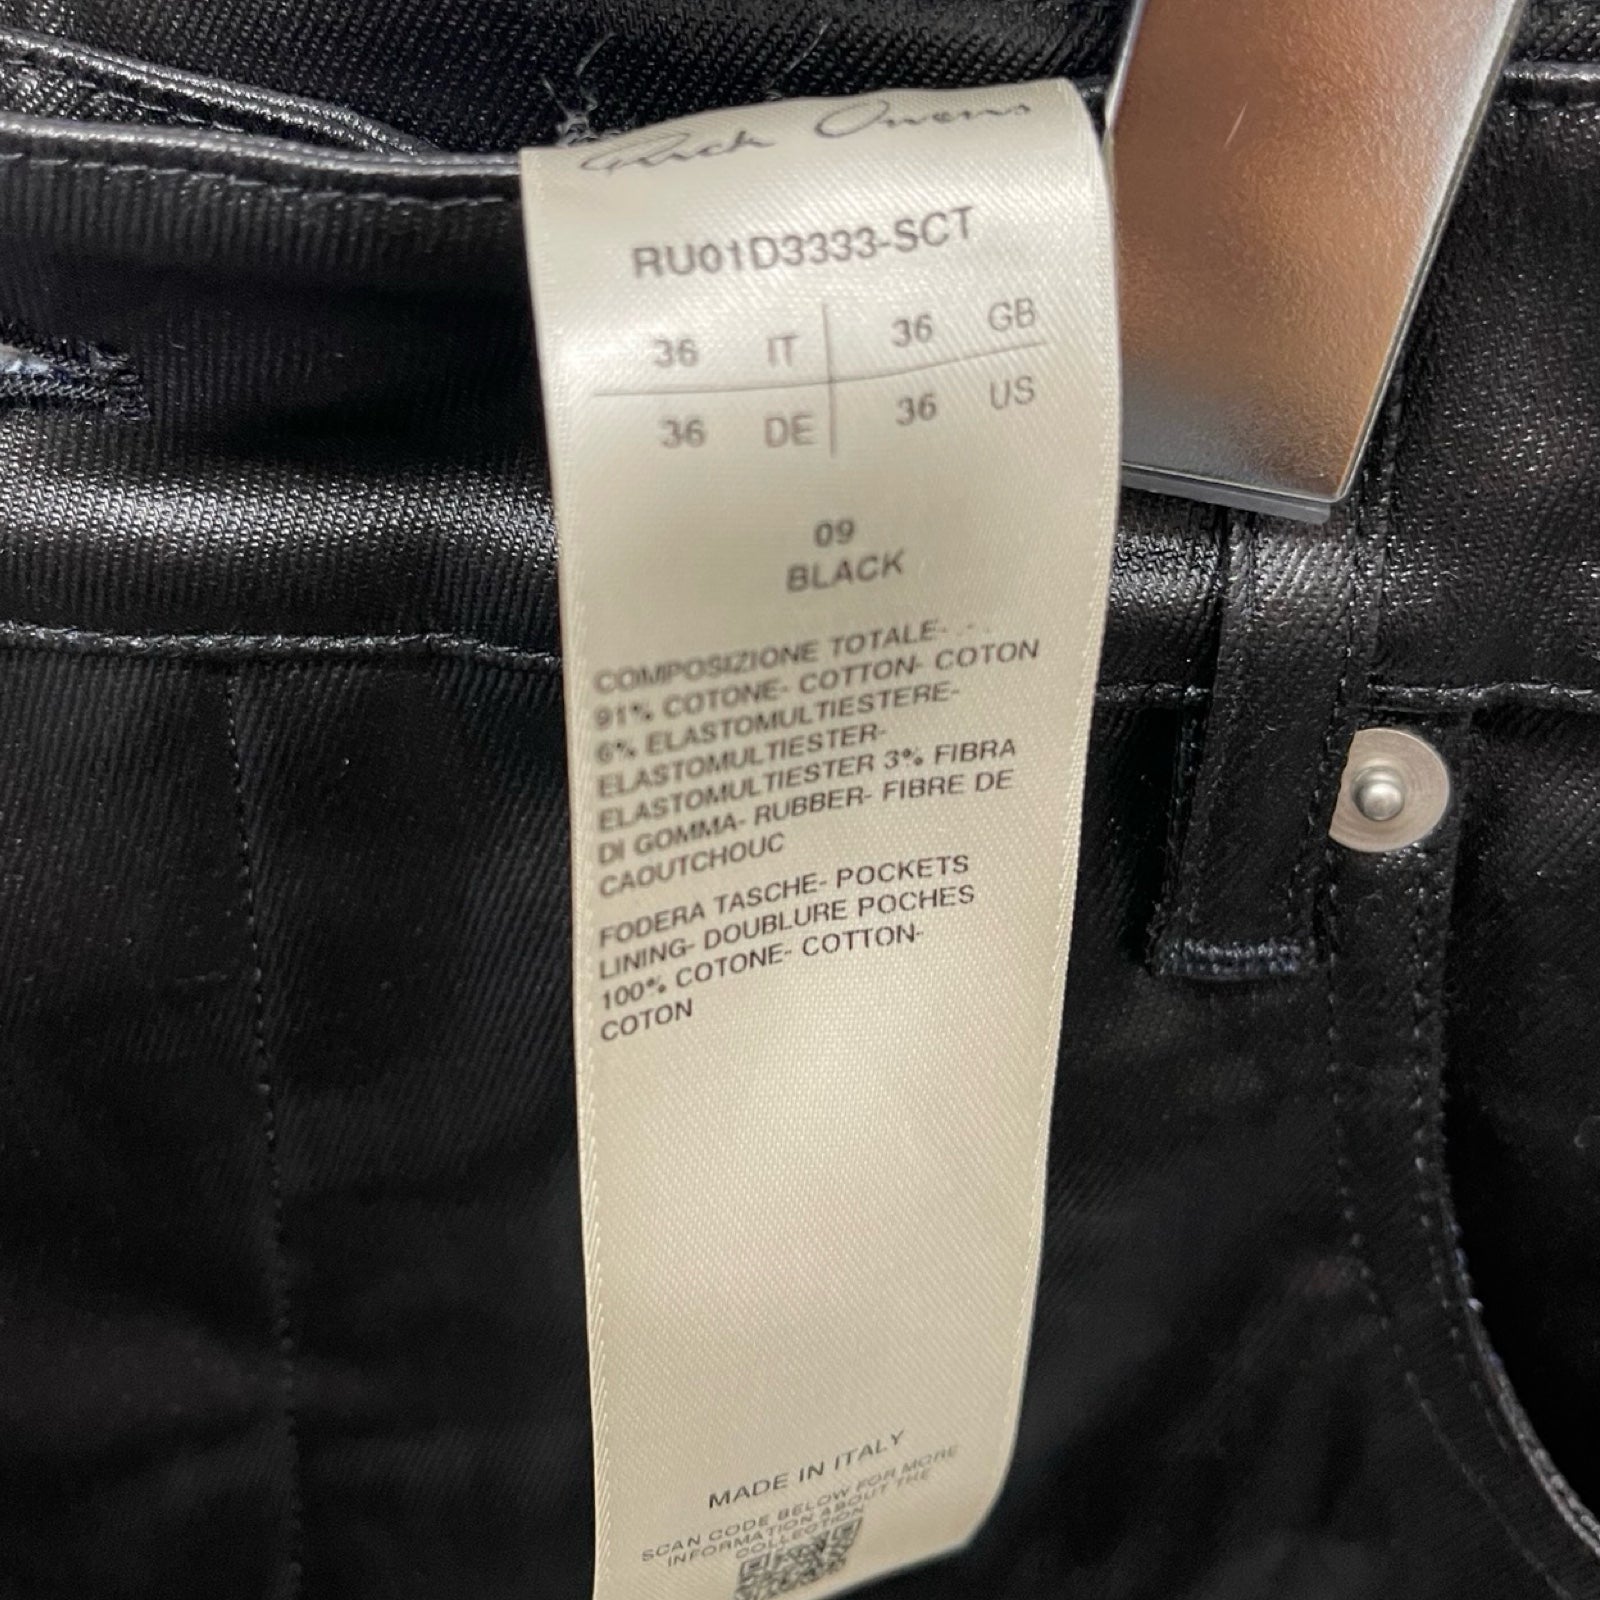 Rick Owens
RU01D3333-SCT
36 IT 36 GB
36 DE 36 US
09
BLACK
COMPOSIZIONE TOTALE- - -
91% COTONE- COTTON- COTON
6% ELASTOMULTIESTERE-
ELASTOMULTIESTER-
ELASTOMULTIESTER 3% FIBRA
DI GOMMA- RUBBER- FIBRE DE
CAOUTCHOUC
FODERA TASCHE- POCKETS
LINING- DOUBLURE POCHES
100% COTONE- COTTON-
COTON
MADE IN ITALY
SCAN CODE BELOW FOR MORE
INFORMATION ABOUT THE
COLLECTION